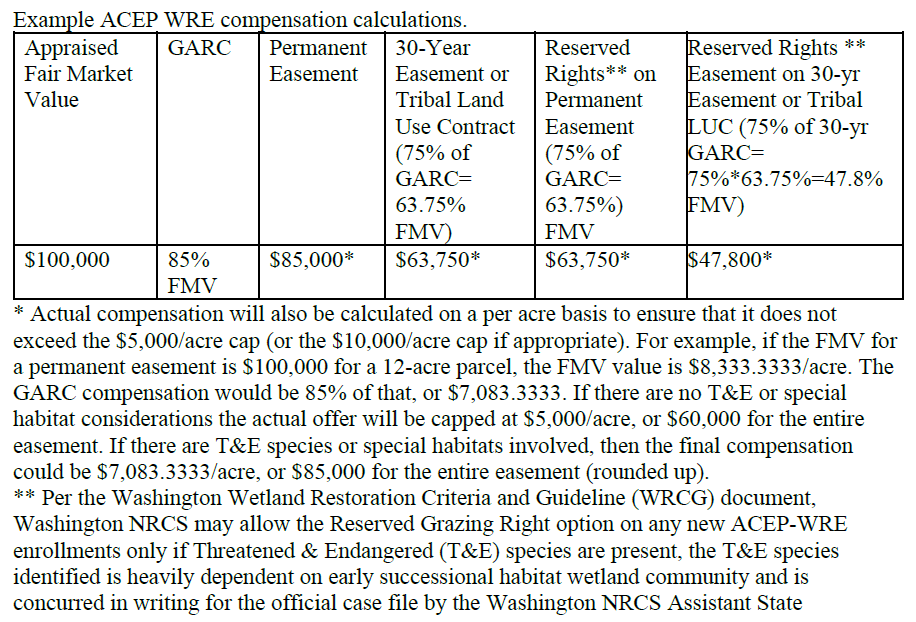 Example ACEP WRE compensation calculations.
Appraised
Fair Market
Value
GARC
Permanent
Easement
30-Year
Easement or
Tribal Land
Use Contract
(75% of
GARC=
63.75%
FMV)
Reserved
Rights** on
Permanent
Easement
(75% of
GARC=
63.75%)
FMV
Reserved Rights **
Easement on 30-yr
Easement or Tribal
LUC (75% of 30-yr
GARC=
75%*63.75%=47.8%
FMV)
$100,000
85%
FMV
$85,000*
$63,750*
$63,750*
$47,800*
* Actual compensation will also be calculated on a per acre basis to ensure that it does not
exceed the $5,000/acre cap (or the $10,000/acre cap if appropriate). For example, if the FMV for
a permanent easement is $100,000 for a 12-acre parcel, the FMV value is $8,333.3333/acre. The
GARC compensation would be 85% of that, or $7,083.3333. If there are no T&E or special
habitat considerations the actual offer will be capped at $5,000/acre, or $60,000 for the entire
easement. If there are T&E species or special habitats involved, then the final compensation
could be $7,083.3333/acre, or $85,000 for the entire easement (rounded up).
** Per the Washington Wetland Restoration Criteria and Guideline (WRCG) document,
Washington NRCS may allow the Reserved Grazing Right option on any new ACEP-WRE
enrollments only if Threatened & Endangered (T&E) species are present, the T&E species
identified is heavily dependent on early successional habitat wetland community and is
concurred in writing for the official case file by the Washington NRCS Assistant State